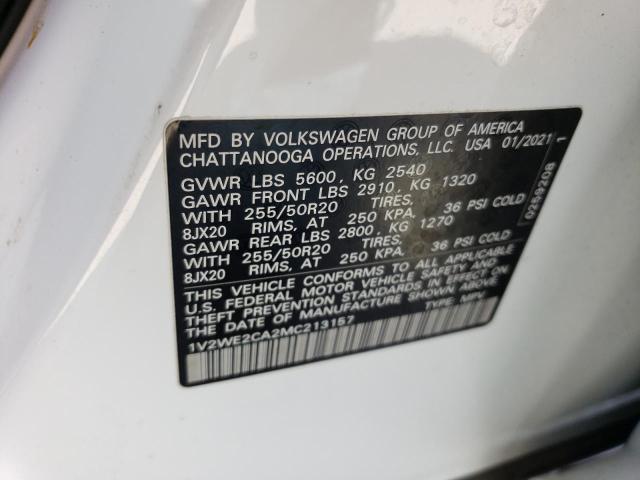 MFD BY VOLKSWAGEN GROUP OF AMERICA
CHATTANOOGA OPERATIONS, LLC. USA 01/2021
GVWR LBS 5600, KG 2540
GAWR FRONT LBS 2910, KG 1320
WITH 255/50R20 TIRES,
8JX20 RIMS, AT 250 KPA, 36 PSI COLD
GAWR REAR LBS 2800, KG 1270
WITH 255/50R20 TIRES,
8JX20 RIMS, AT 250 KPA, 36 PSI COLD
THIS VEHICLE CONFORMS TO ALL APPLICABLE
U.S. FEDERAL MOTOR VEHICLE SAFETY AND
THEFT PREVENTION STANDARDS IN EFFECT ON
THE DATE OF MANUFACTURE SHOWN ABOVE.
1V2WE2CA2MC213157 TYPE MPV
0259208 1